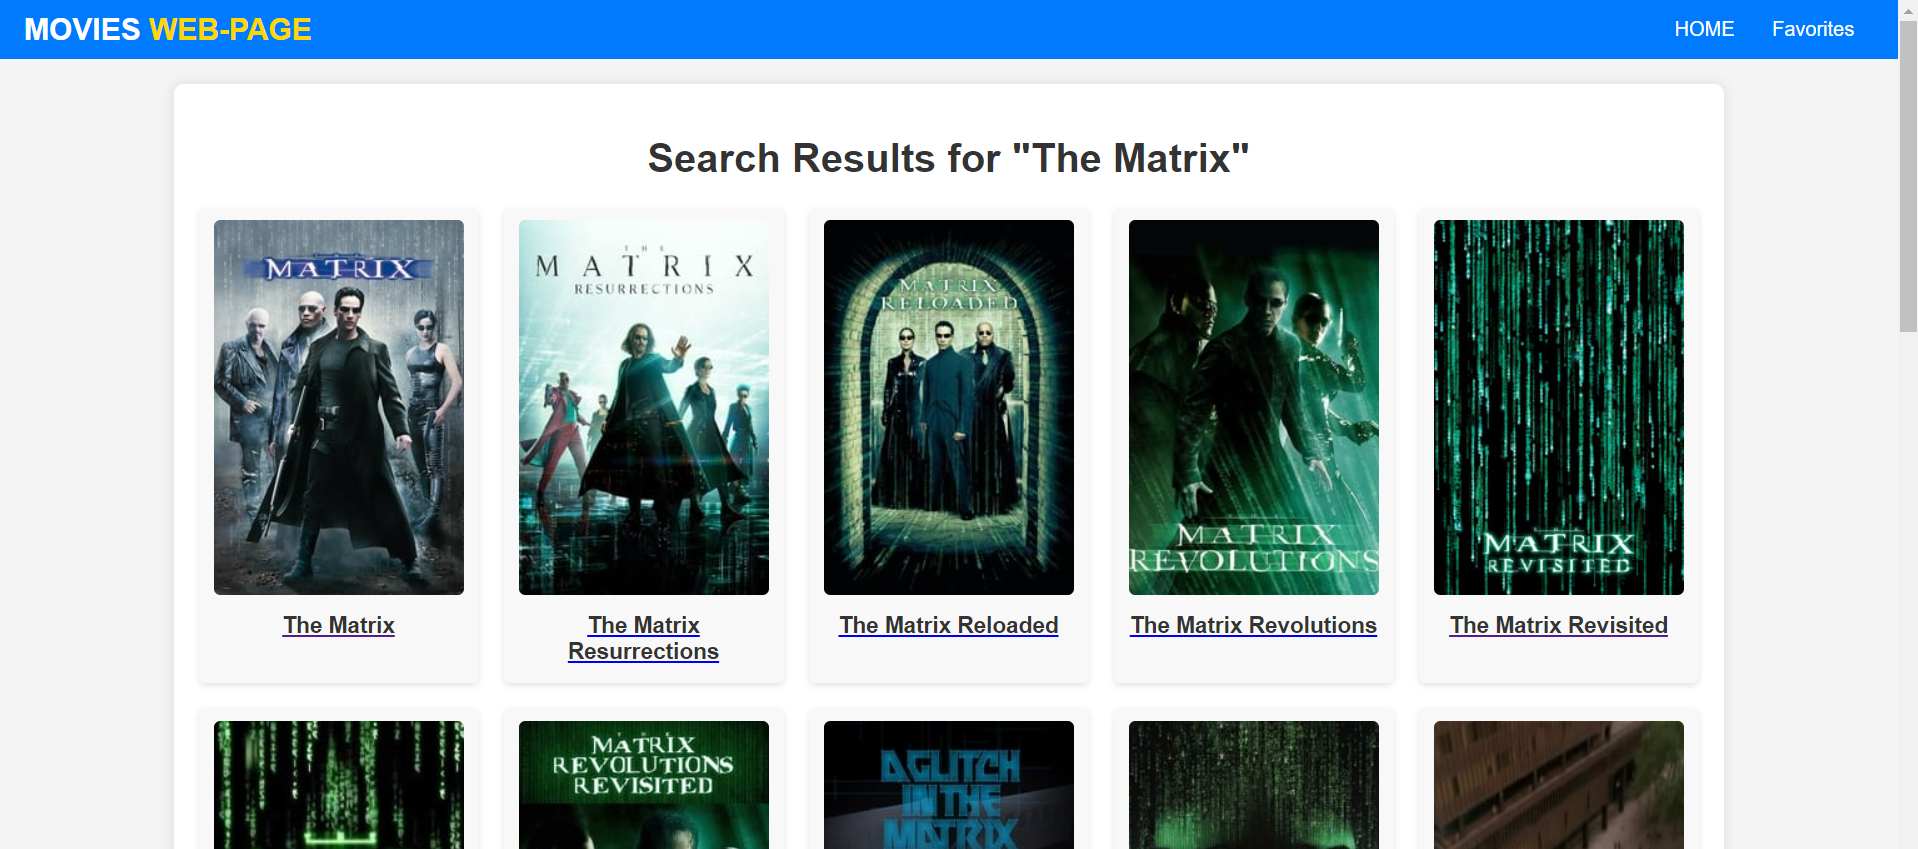 MOVIES WEB-PAGE
HOME
Favorites
Search Results for "The Matrix"
MATRIX
THE
MATRIX
RESURRECTIONS
MATRIX
RELOADED
MATRIX
REVOLUTIONS
MATRIX
REVISITED
The Matrix
The Matrix
Resurrections
The Matrix Reloaded
The Matrix Revolutions
The Matrix Revisited
MATRIX
REVOLUTIONS
REVISITED
A GLITCH
IN THE
MATRIX